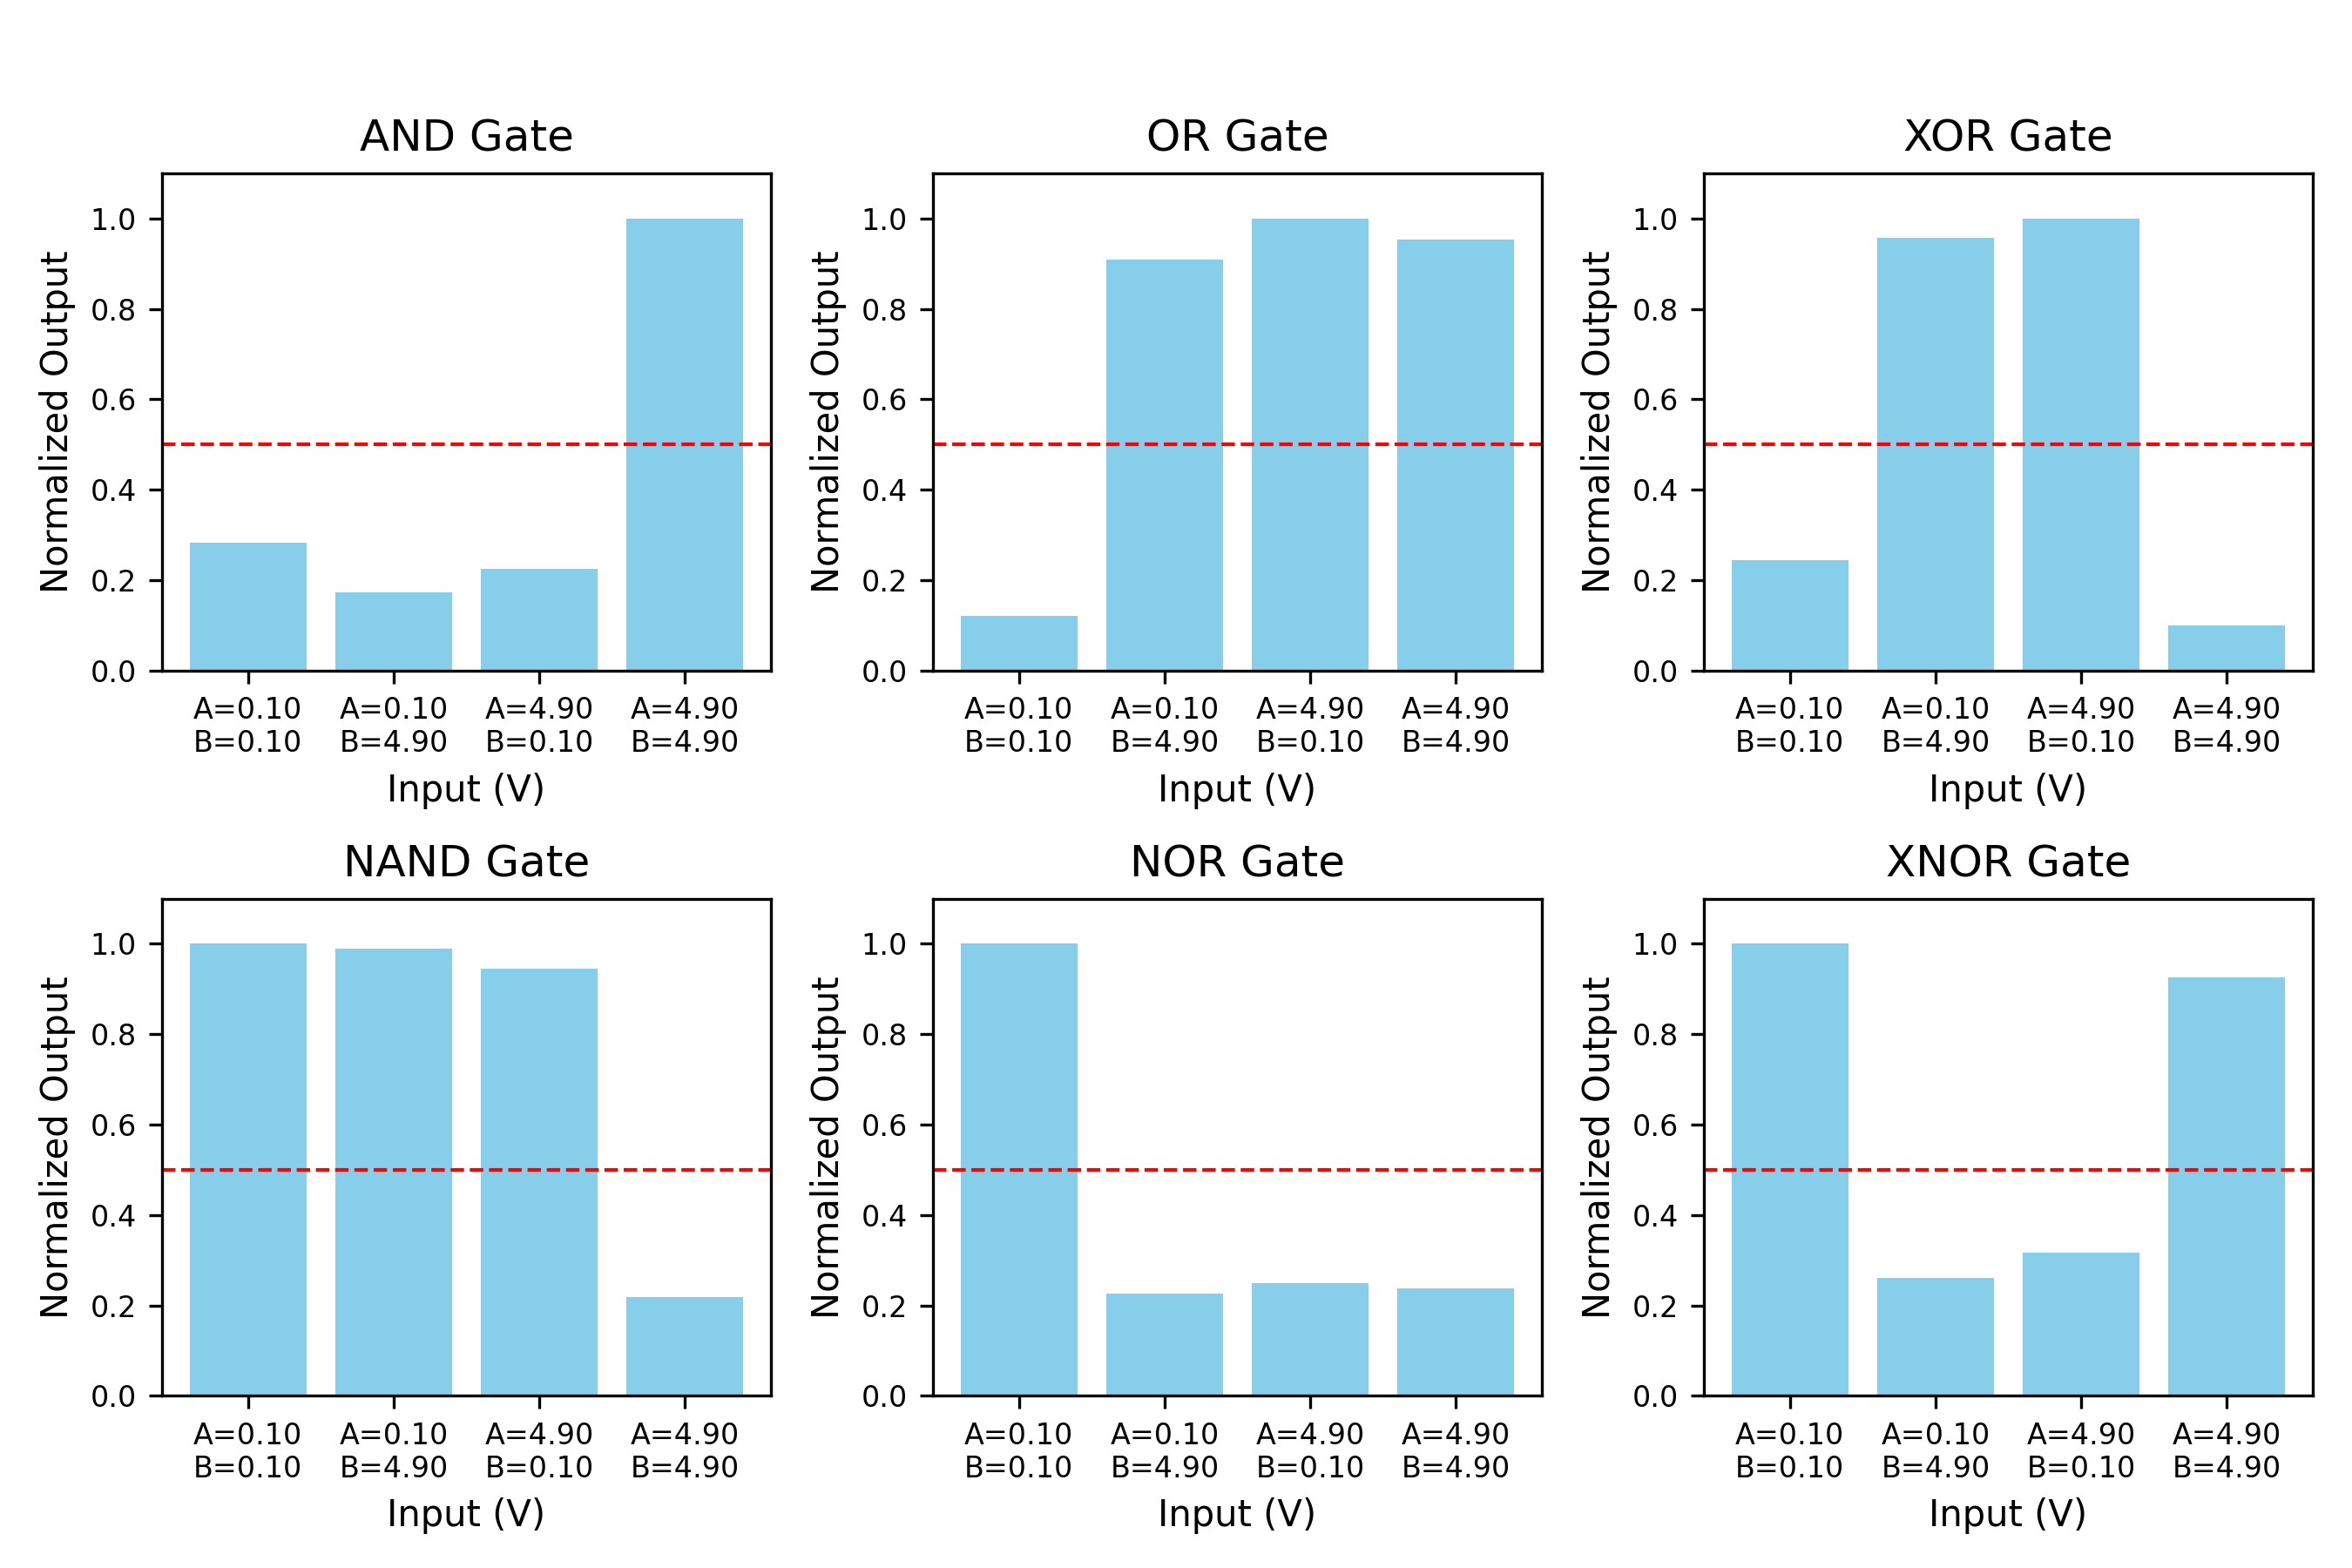 AND Gate
Normalized Output
1.0
0.8
0.6
0.4
0.2
0.0
A=0.10 A=0.10 A=4.90 A=4.90
B=0.10 B=4.90 B=0.10 B=4.90
Input (V)
OR Gate
Normalized Output
1.0
0.8
0.6
0.4
0.2
0.0
A=0.10 A=0.10 A=4.90 A=4.90
B=0.10 B=4.90 B=0.10 B=4.90
Input (V)
XOR Gate
Normalized Output
1.0
0.8
0.6
0.4
0.2
0.0
A=0.10 A=0.10 A=4.90 A=4.90
B=0.10 B=4.90 B=0.10 B=4.90
Input (V)
NAND Gate
Normalized Output
1.0
0.8
0.6
0.4
0.2
0.0
A=0.10 A=0.10 A=4.90 A=4.90
B=0.10 B=4.90 B=0.10 B=4.90
Input (V)
NOR Gate
Normalized Output
1.0
0.8
0.6
0.4
0.2
0.0
A=0.10 A=0.10 A=4.90 A=4.90
B=0.10 B=4.90 B=0.10 B=4.90
Input (V)
XNOR Gate
Normalized Output
1.0
0.8
0.6
0.4
0.2
0.0
A=0.10 A=0.10 A=4.90 A=4.90
B=0.10 B=4.90 B=0.10 B=4.90
Input (V)